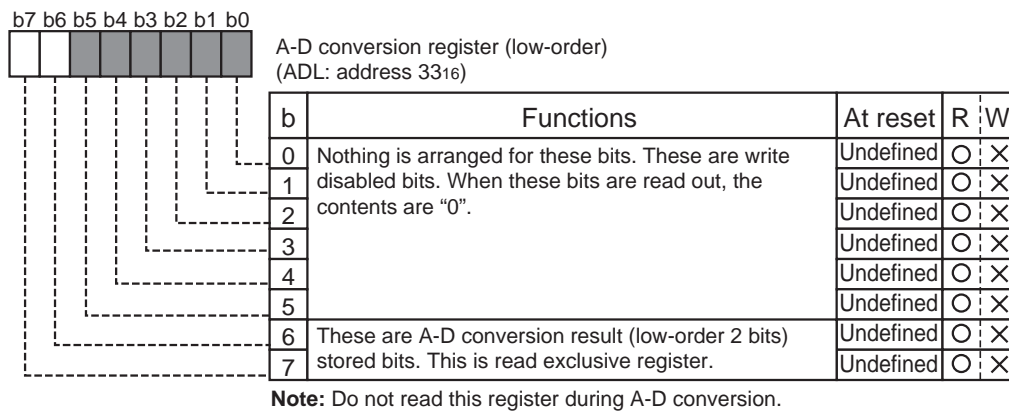 b7 b6 b5 b4 b3 b2 b1 b0
A-D conversion register (low-order)
(ADL: address 3316)
b Functions At reset R W
0 Nothing is arranged for these bits. These are write Undefined O ×
1 disabled bits. When these bits are read out, the Undefined O ×
2 contents are “0”. Undefined O ×
3 Undefined O ×
4 Undefined O ×
5 Undefined O ×
6 These are A-D conversion result (low-order 2 bits) Undefined O ×
7 stored bits. This is read exclusive register. Undefined O ×
Note: Do not read this register during A-D conversion.